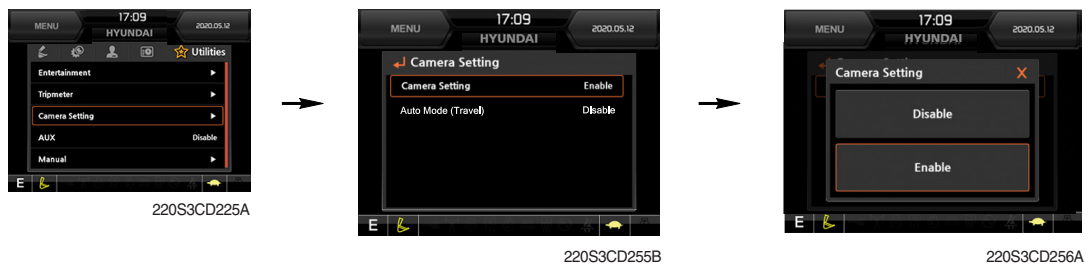 MENU 17:09 2020.05.12
HYUNDAI
Utilities
Entertainment
Tripmeter
Camera Setting
AUX Disable
Manual
E
220S3CD225A
MENU 17:09 2020.05.12
HYUNDAI
Camera Setting
Camera Setting Enable
Auto Mode (Travel) Disable
E
220S3CD255B
MENU 17:09 2020.05.12
HYUNDAI
Camera Setting X
Disable
Enable
E
220S3CD256A